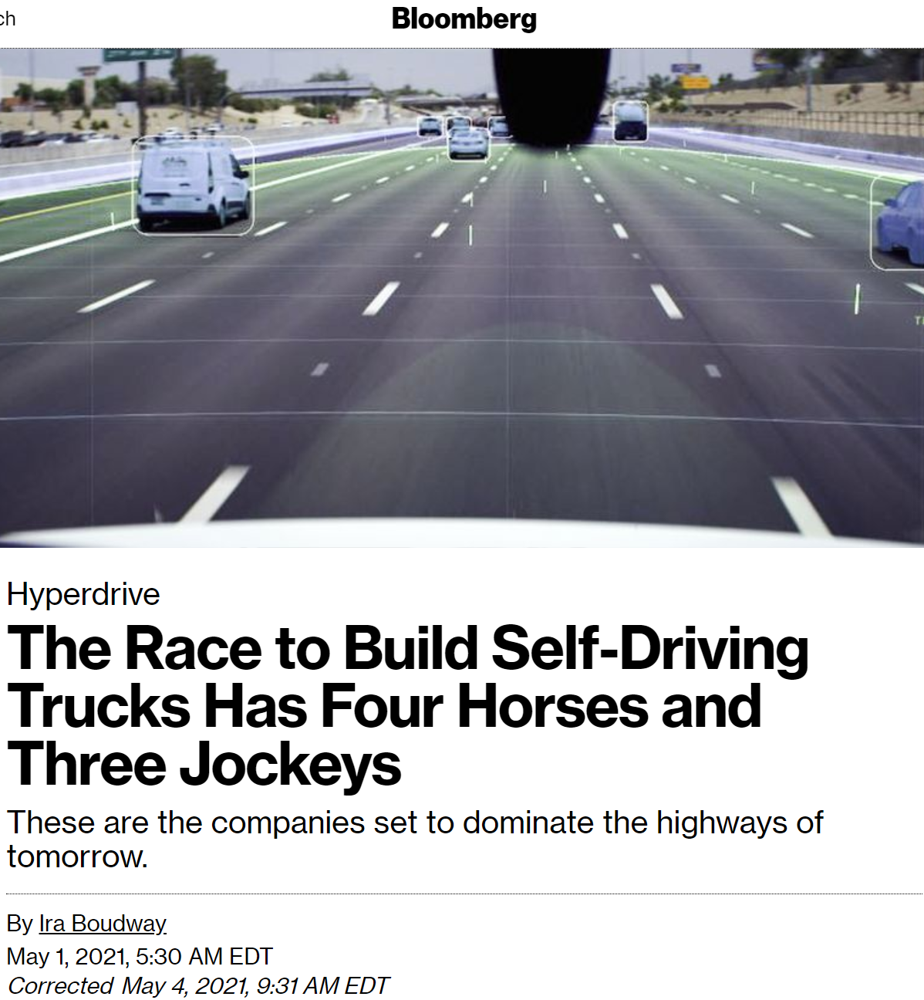 ch
Bloomberg
Hyperdrive
The Race to Build Self-Driving
Trucks Has Four Horses and
Three Jockeys
These are the companies set to dominate the highways of
tomorrow.
By Ira Boudway
May 1, 2021, 5:30 AM EDT
Corrected May 4, 2021, 9:31 AM EDT